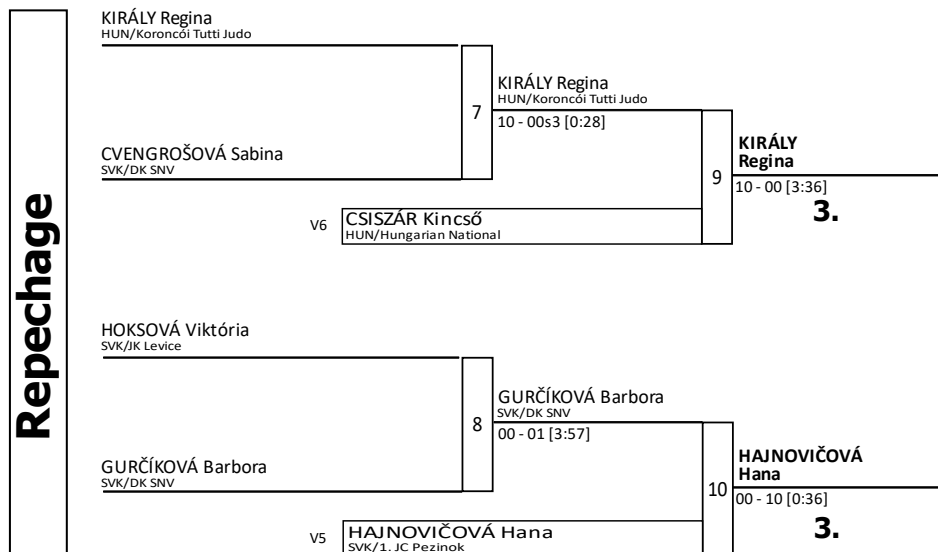 Repechage
KIRÁLY Regina
HUN/Koroncói Tutti Judo
7
KIRÁLY Regina
HUN/Koroncói Tutti Judo
10 - 00s3 [0:28]
CVENGROŠOVÁ Sabina
SVK/DK SNV
9
KIRÁLY
Regina
10 - 00 [3:36]
3.
V6
CSISZÁR Kincső
HUN/Hungarian National
HOKSOVÁ Viktória
SVK/JK Levice
8
GURČÍKOVÁ Barbora
SVK/DK SNV
00 - 01 [3:57]
GURČÍKOVÁ Barbora
SVK/DK SNV
10
HAJNOVIČOVÁ
Hana
00 - 10 [0:36]
3.
V5
HAJNOVIČOVÁ Hana
SVK/1. JC Pezinok